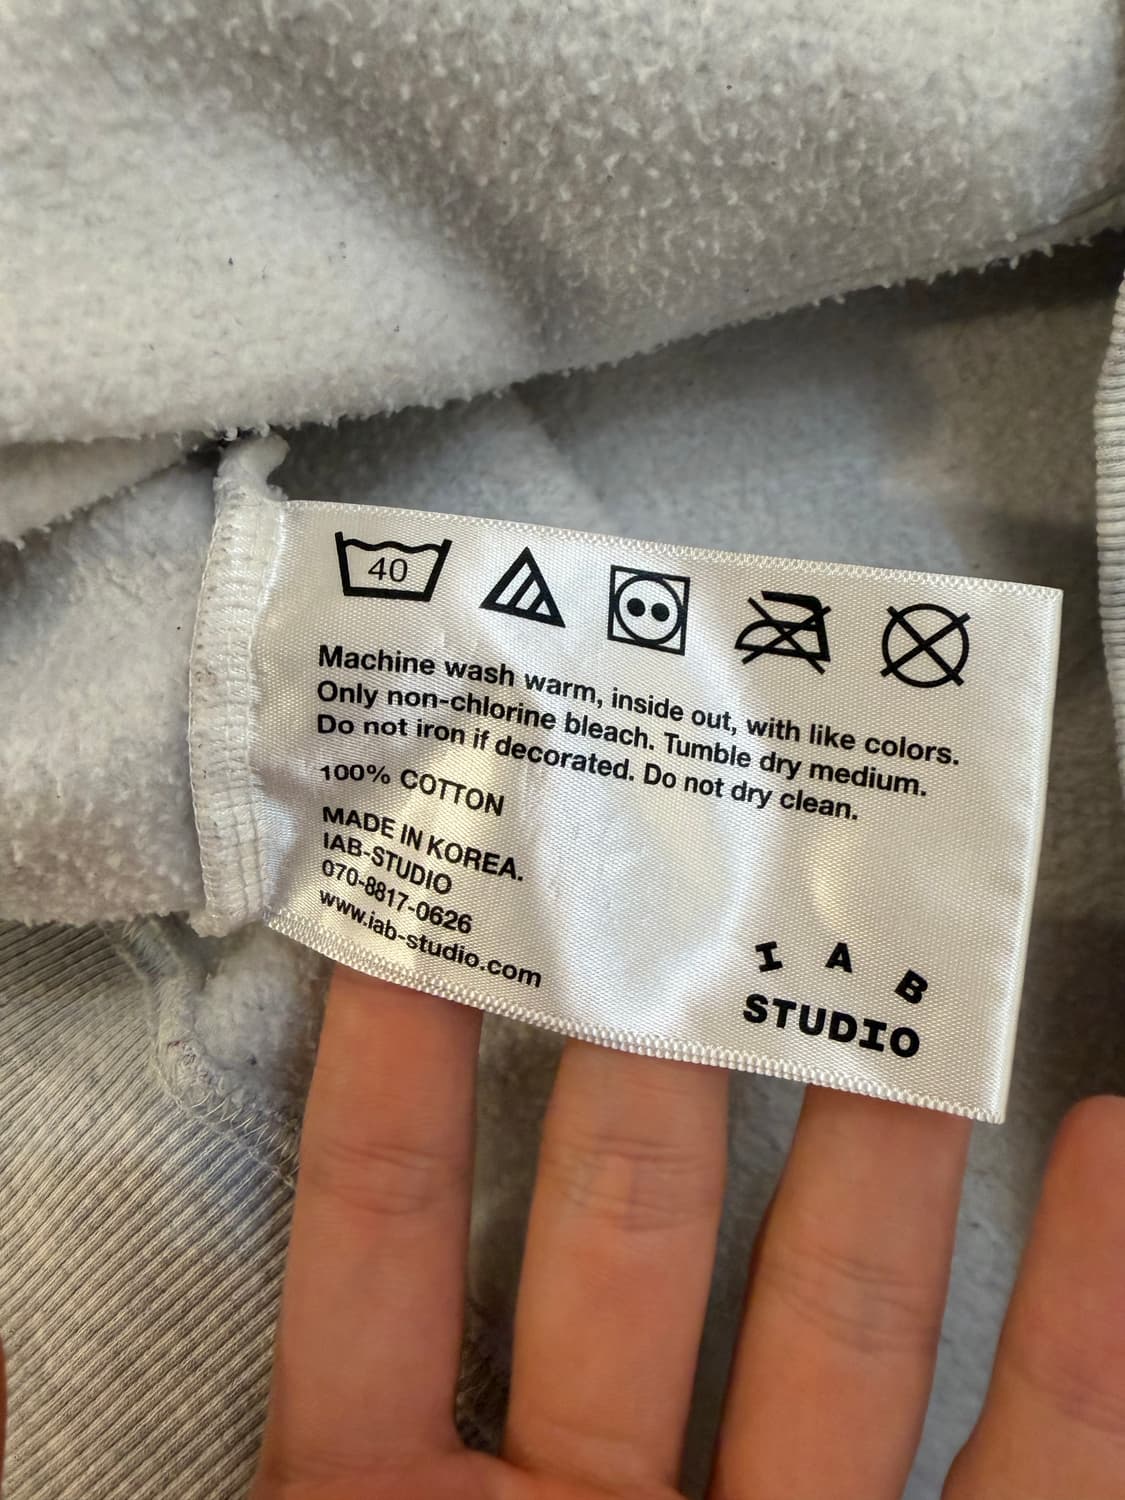 40
Machine wash warm, inside out, with like colors.
Only non-chlorine bleach. Tumble dry medium.
Do not iron if decorated. Do not dry clean.
100% COTTON
MADE IN KOREA.
IAB-STUDIO
070-8817-0626
www.iab-studio.com
I A B
STUDIO